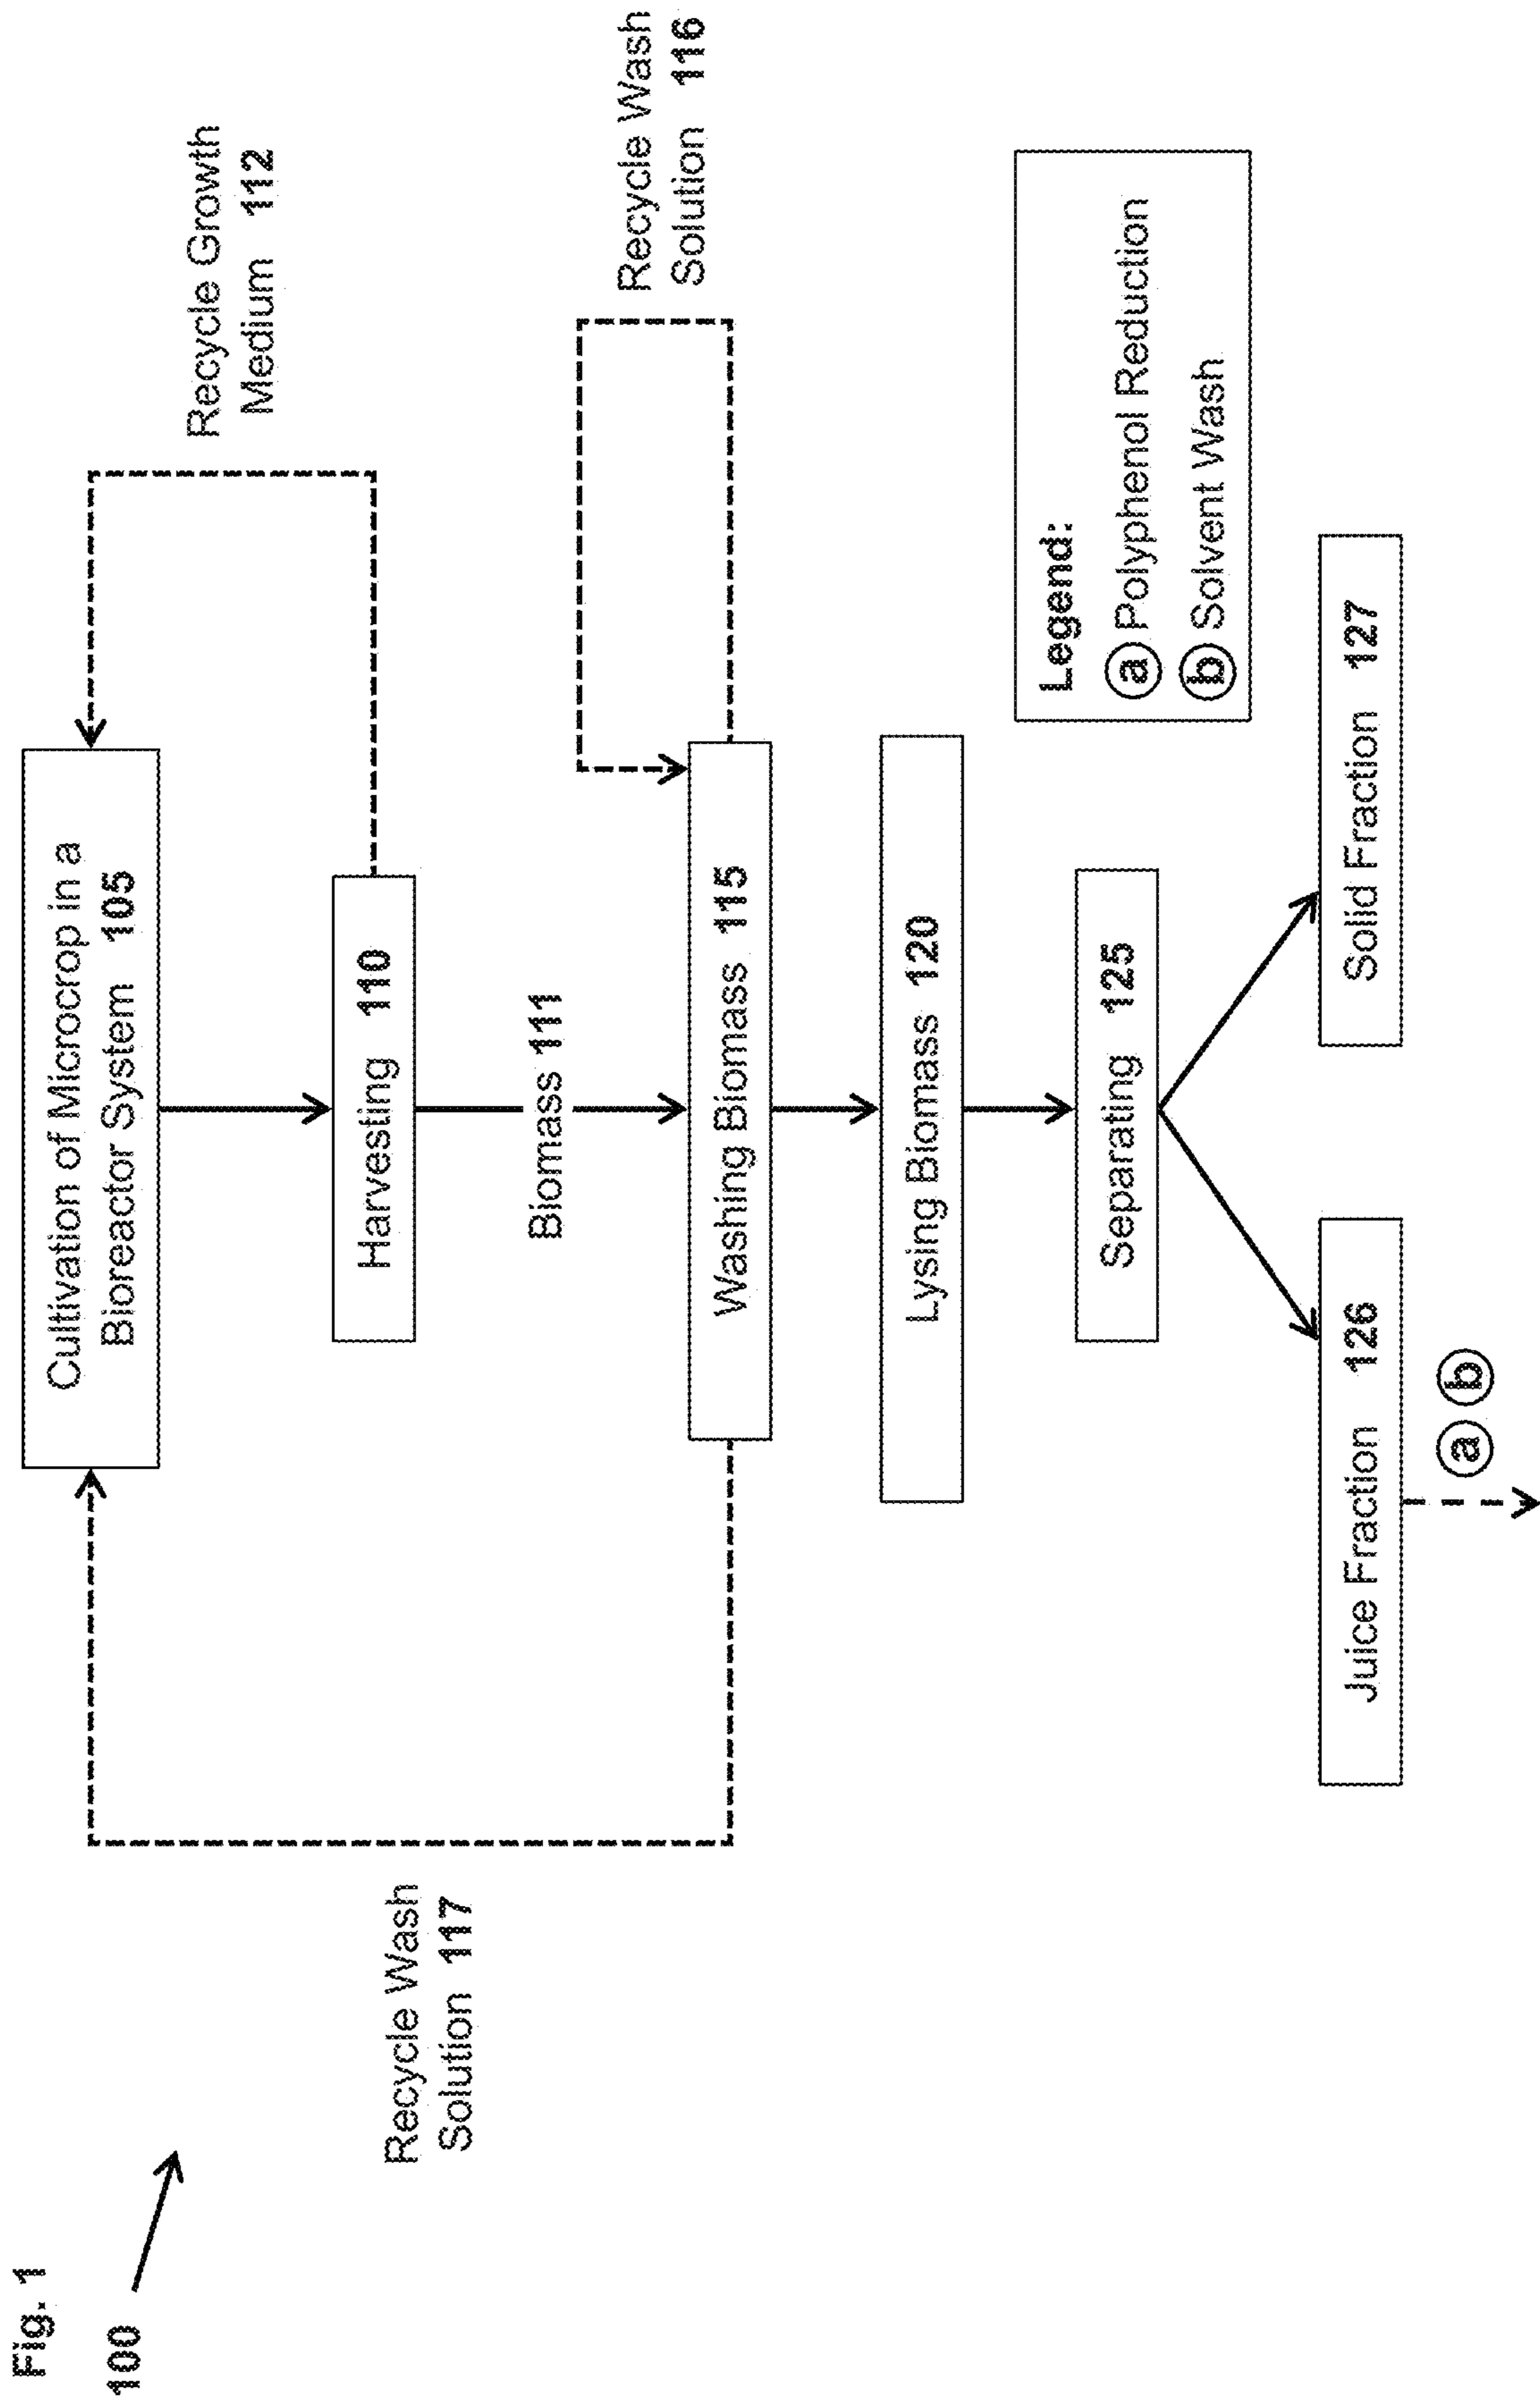 Fig. 1
100
Cultivation of Microcrop in a
Bioreactor System 105
Recycle Growth
Medium 112
Harvesting 110
Biomass 111
Recycle Wash
Solution 117
Recycle Wash
Solution 116
Washing Biomass 115
Lysing Biomass 120
Separating 125
Legend:
a Polyphenol Reduction
b Solvent Wash
Juice Fraction 126
Solid Fraction 127
a b